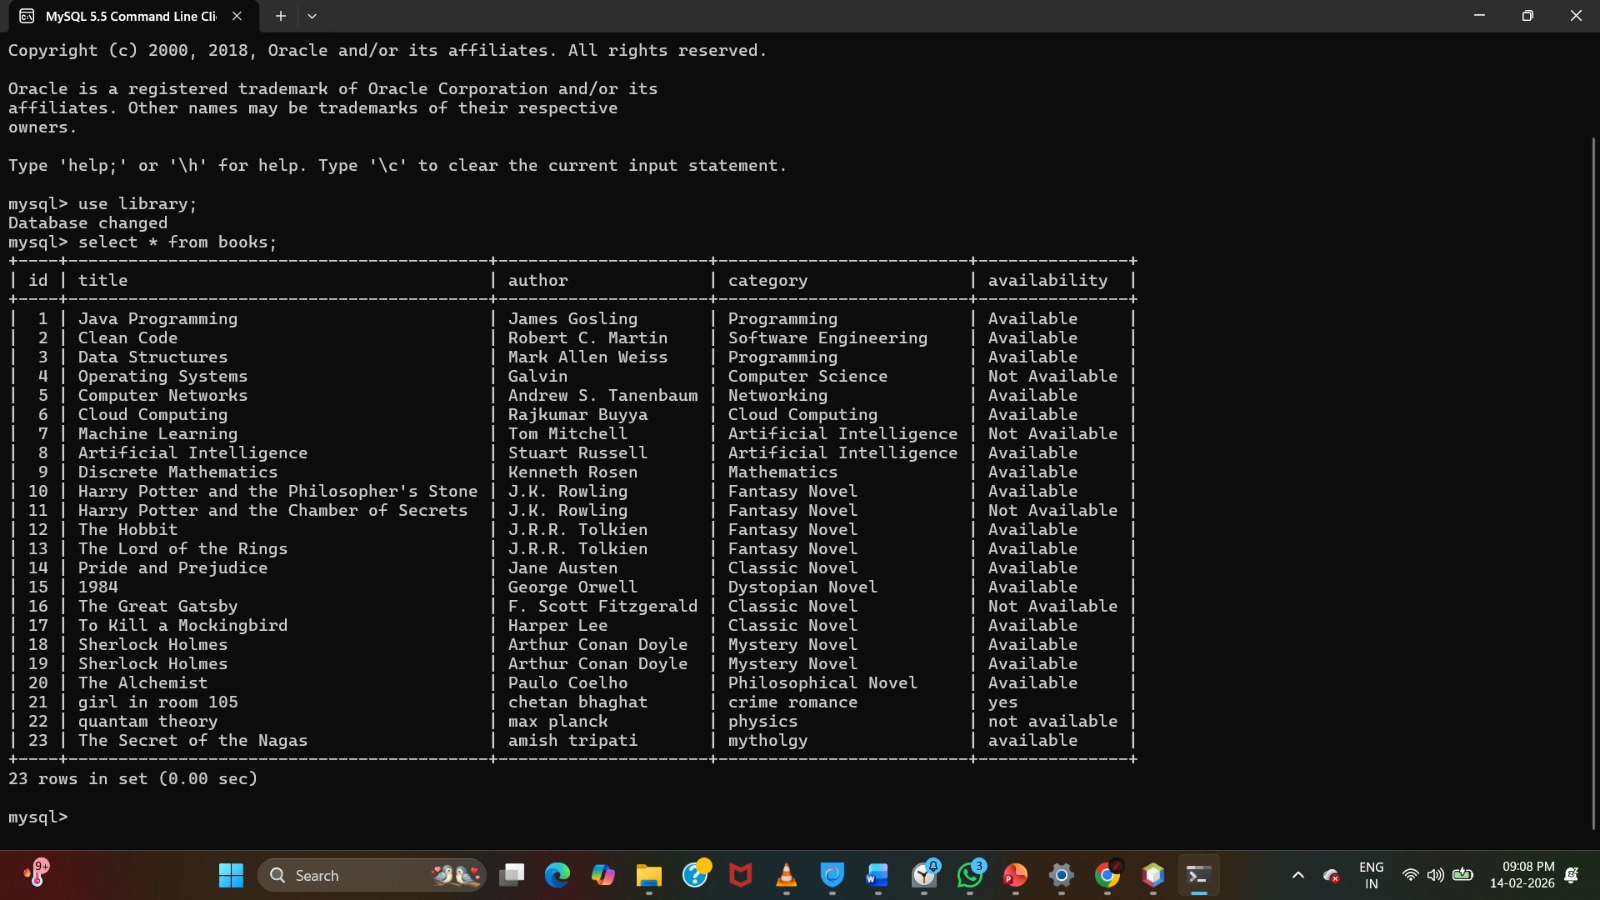 MySQL 5.5 Command Line Cli
Copyright (c) 2000, 2018, Oracle and/or its affiliates. All rights reserved.
Oracle is a registered trademark of Oracle Corporation and/or its
affiliates. Other names may be trademarks of their respective
owners.
Type 'help;' or '\h' for help. Type '\c' to clear the current input statement.
mysql> use library;
Database changed
mysql> select * from books;
+----+------------------------------------------+---------------------+-------------------------+---------------+
| id | title                                    | author              | category                | availability  |
+----+------------------------------------------+---------------------+-------------------------+---------------+
|  1 | Java Programming                         | James Gosling       | Programming             | Available     |
|  2 | Clean Code                               | Robert C. Martin    | Software Engineering    | Available     |
|  3 | Data Structures                          | Mark Allen Weiss    | Programming             | Available     |
|  4 | Operating Systems                        | Galvin              | Computer Science        | Not Available |
|  5 | Computer Networks                        | Andrew S. Tanenbaum | Networking              | Available     |
|  6 | Cloud Computing                          | Rajkumar Buyya      | Cloud Computing         | Available     |
|  7 | Machine Learning                         | Tom Mitchell        | Artificial Intelligence | Not Available |
|  8 | Artificial Intelligence                  | Stuart Russell      | Artificial Intelligence | Available     |
|  9 | Discrete Mathematics                     | Kenneth Rosen       | Mathematics             | Available     |
| 10 | Harry Potter and the Philosopher's Stone | J.K. Rowling        | Fantasy Novel           | Available     |
| 11 | Harry Potter and the Chamber of Secrets  | J.K. Rowling        | Fantasy Novel           | Not Available |
| 12 | The Hobbit                               | J.R.R. Tolkien      | Fantasy Novel           | Available     |
| 13 | The Lord of the Rings                    | J.R.R. Tolkien      | Fantasy Novel           | Available     |
| 14 | Pride and Prejudice                      | Jane Austen         | Classic Novel           | Available     |
| 15 | 1984                                     | George Orwell       | Dystopian Novel         | Available     |
| 16 | The Great Gatsby                         | F. Scott Fitzgerald | Classic Novel           | Not Available |
| 17 | To Kill a Mockingbird                    | Harper Lee          | Classic Novel           | Available     |
| 18 | Sherlock Holmes                          | Arthur Conan Doyle  | Mystery Novel           | Available     |
| 19 | Sherlock Holmes                          | Arthur Conan Doyle  | Mystery Novel           | Available     |
| 20 | The Alchemist                            | Paulo Coelho        | Philosophical Novel     | Available     |
| 21 | girl in room 105                         | chetan bhaghat      | crime romance           | yes           |
| 22 | quantam theory                           | max planck          | physics                 | not available |
| 23 | The Secret of the Nagas                  | amish tripati       | mytholgy                | available     |
+----+------------------------------------------+---------------------+-------------------------+---------------+
23 rows in set (0.00 sec)
mysql>
9+
Search
3
ENG
IN
09:08 PM
14-02-2026